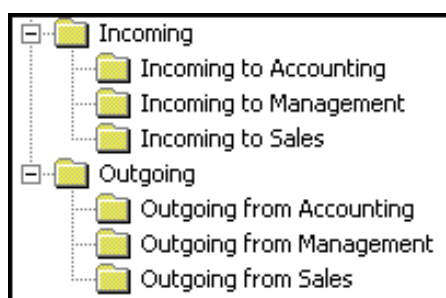 Incoming
Incoming to Accounting
Incoming to Management
Incoming to Sales
Outgoing
Outgoing from Accounting
Outgoing from Management
Outgoing from Sales